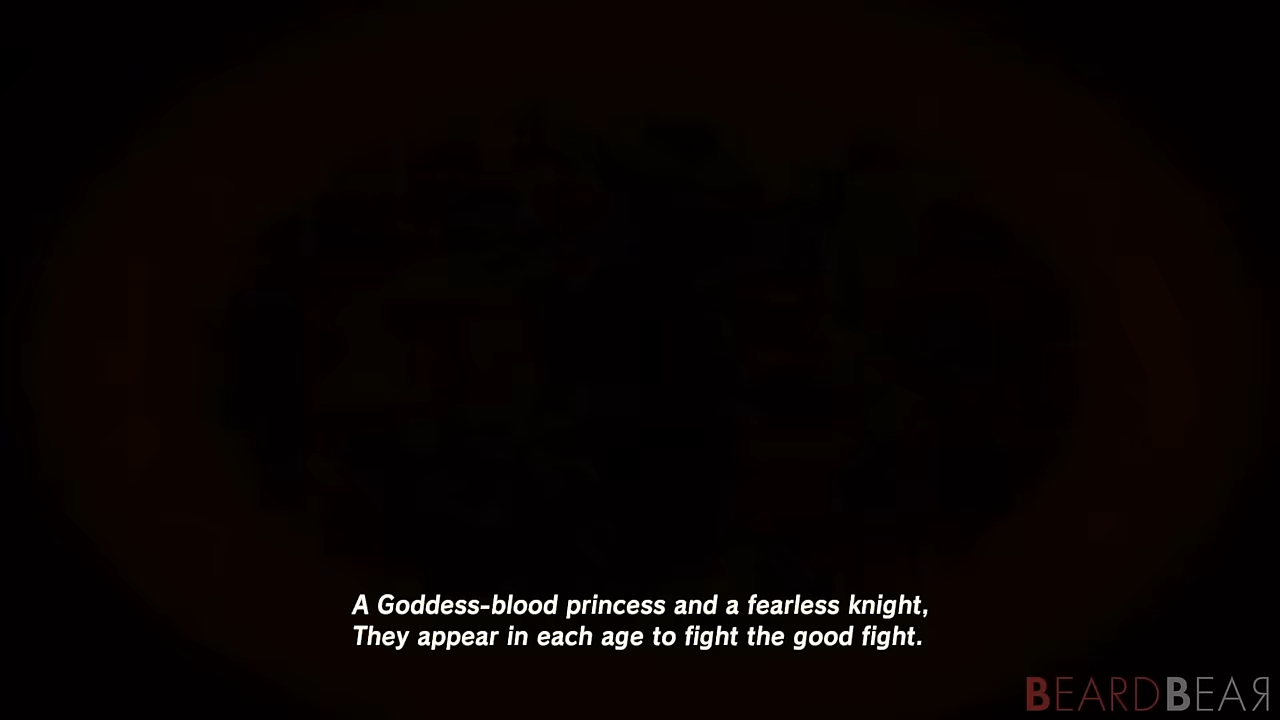 A Goddess-blood princess and a fearless knight,
They appear in each age to fight the good fight.
BEARDBEAR